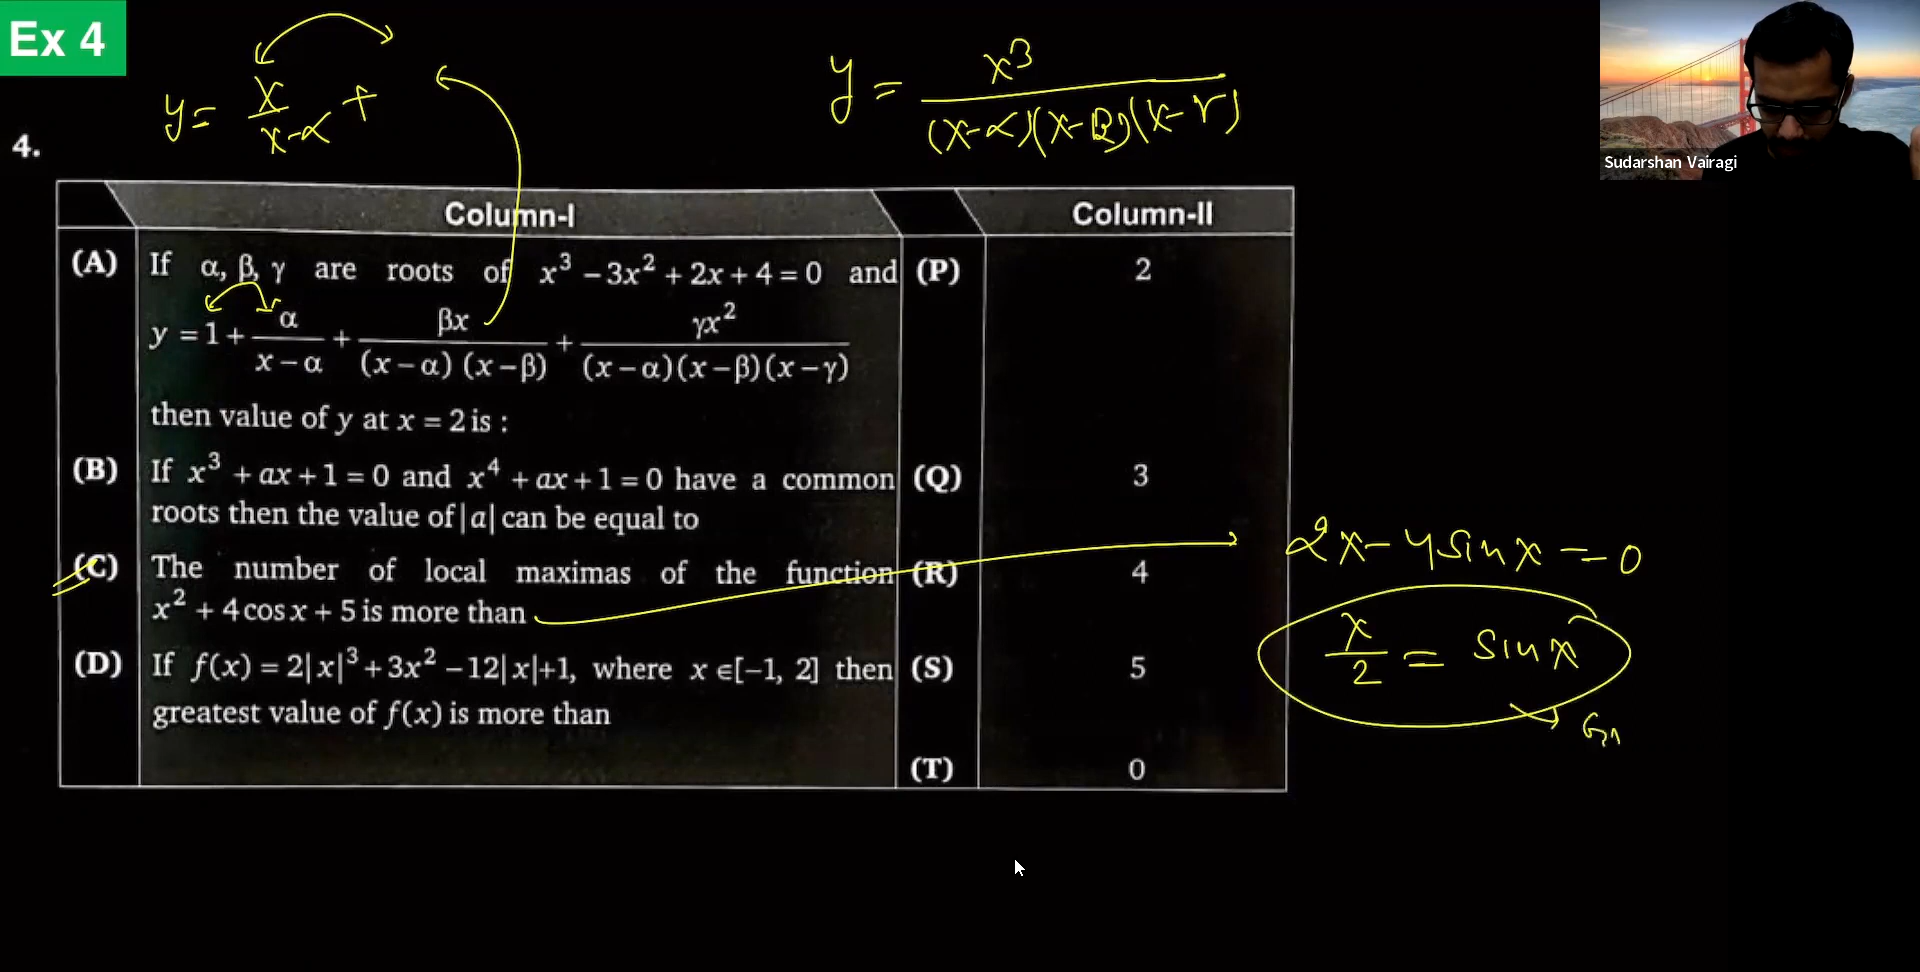 Ex 4
y = x/(x-α) +
y = x³/((x-α)(x-β)(x-γ))
Sudarshan Vairagi
4.
Column-I
Column-II
(A) If α, β, γ are roots of x³ – 3x² + 2x + 4 = 0 and (P) 2
y = 1 + α/(x – α) + βx/((x – α) (x – β)) + γx²/((x – α)(x – β)(x – γ))
then value of y at x = 2 is :
(B) If x³ + ax + 1 = 0 and x⁴ + ax + 1 = 0 have a common (Q) 3
roots then the value of |a| can be equal to
(C) The number of local maximas of the function (R) 4
x² + 4 cos x + 5 is more than
2x - 4sinx = 0
x/2 = sinx
(D) If f(x) = 2|x|³ + 3x² – 12|x|+1, where x ∈[–1, 2] then (S) 5
greatest value of f(x) is more than
(T) 0